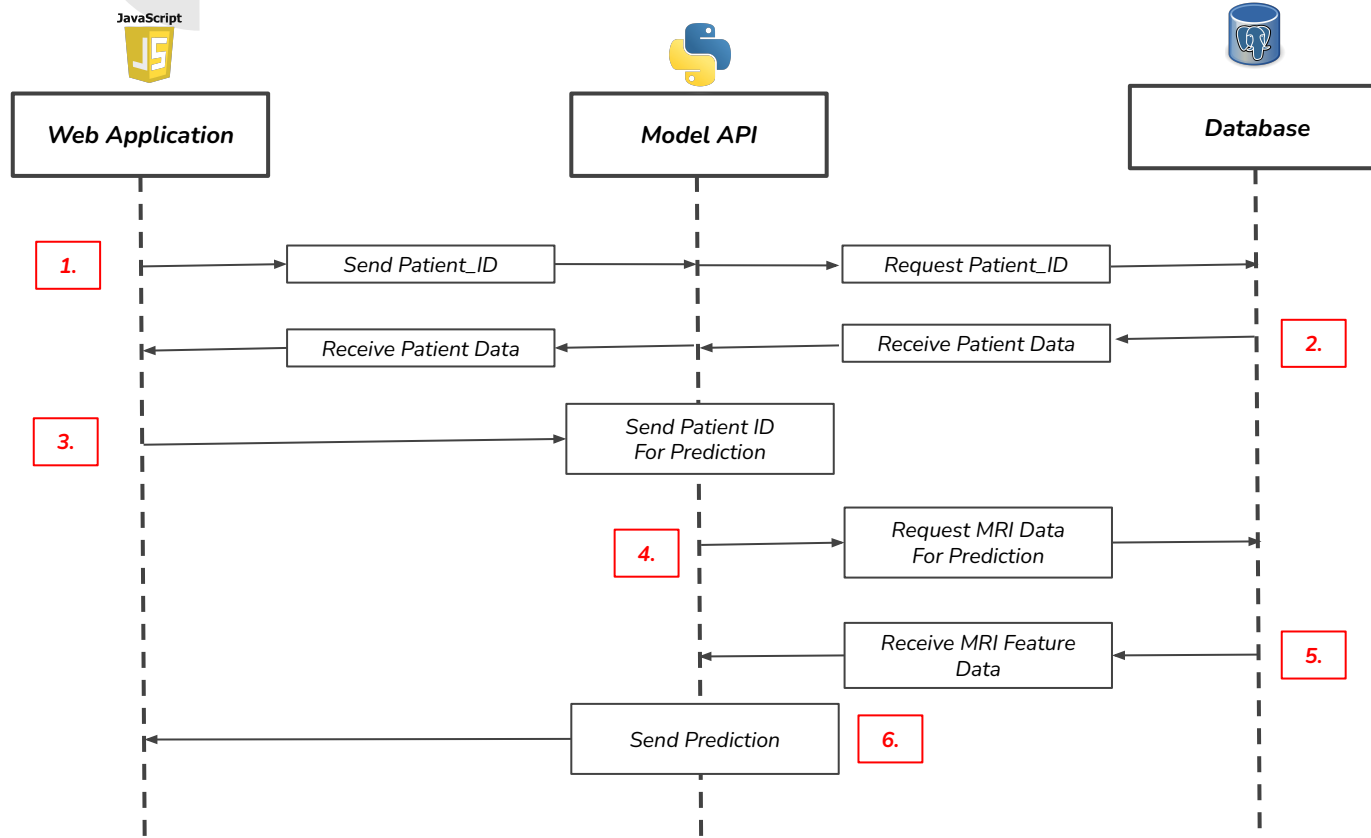 JavaScript
JS
Web Application
Model API
Database
1.
Send Patient_ID
Request Patient_ID
Receive Patient Data
Receive Patient Data
2.
3.
Send Patient ID
For Prediction
4.
Request MRI Data
For Prediction
Receive MRI Feature
Data
5.
Send Prediction
6.